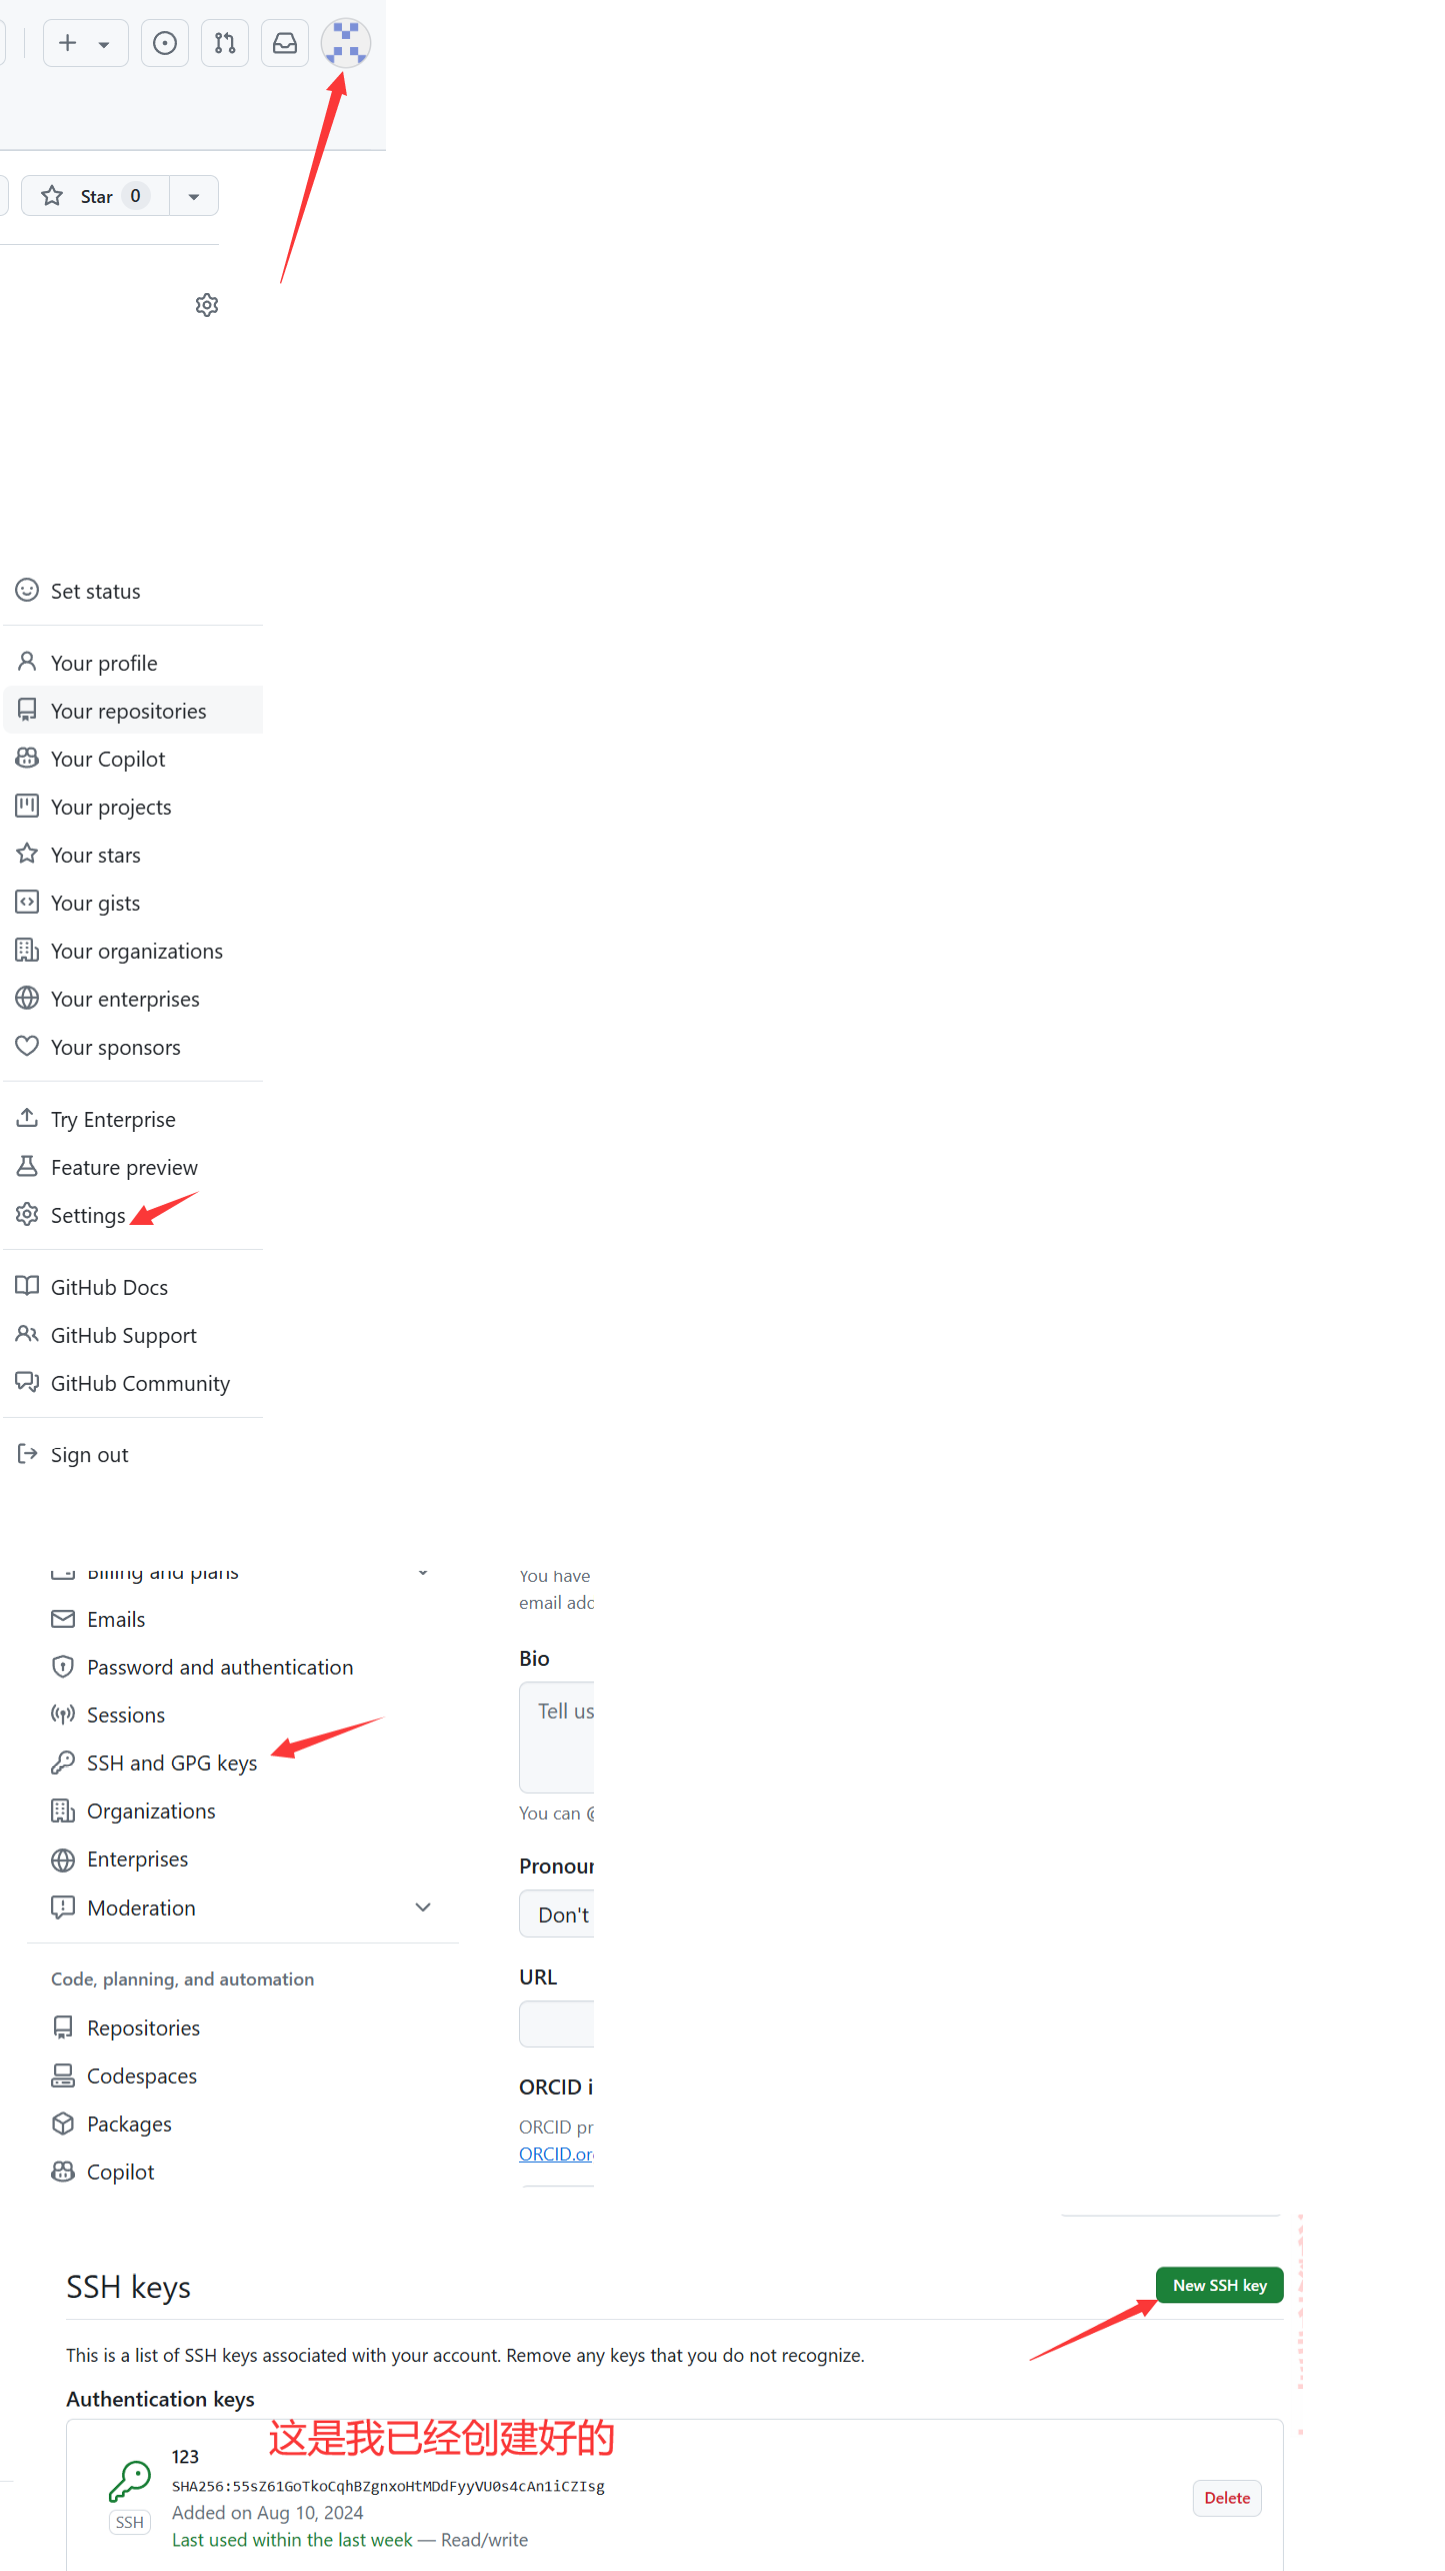 Star 0
Set status
Your profile
Your repositories
Your Copilot
Your projects
Your stars
Your gists
Your organizations
Your enterprises
Your sponsors
Try Enterprise
Feature preview
Settings
GitHub Docs
GitHub Support
GitHub Community
Sign out
Billing and plans
Emails
Password and authentication
Sessions
SSH and GPG keys
Organizations
Enterprises
Moderation
Code, planning, and automation
Repositories
Codespaces
Packages
Copilot
You have
email add
Bio
Tell us
You can @
Pronoun
Don't
URL
ORCID i
ORCID pr
ORCID.or
SSH keys
New SSH key
This is a list of SSH keys associated with your account. Remove any keys that you do not recognize.
Authentication keys
这是我已经创建好的
123
SHA256:55sZ61GoTkoCqhBZgnxoHtMDdFyyVU0s4cAn1iCZIsg
Added on Aug 10, 2024
Last used within the last week — Read/write
SSH
Delete